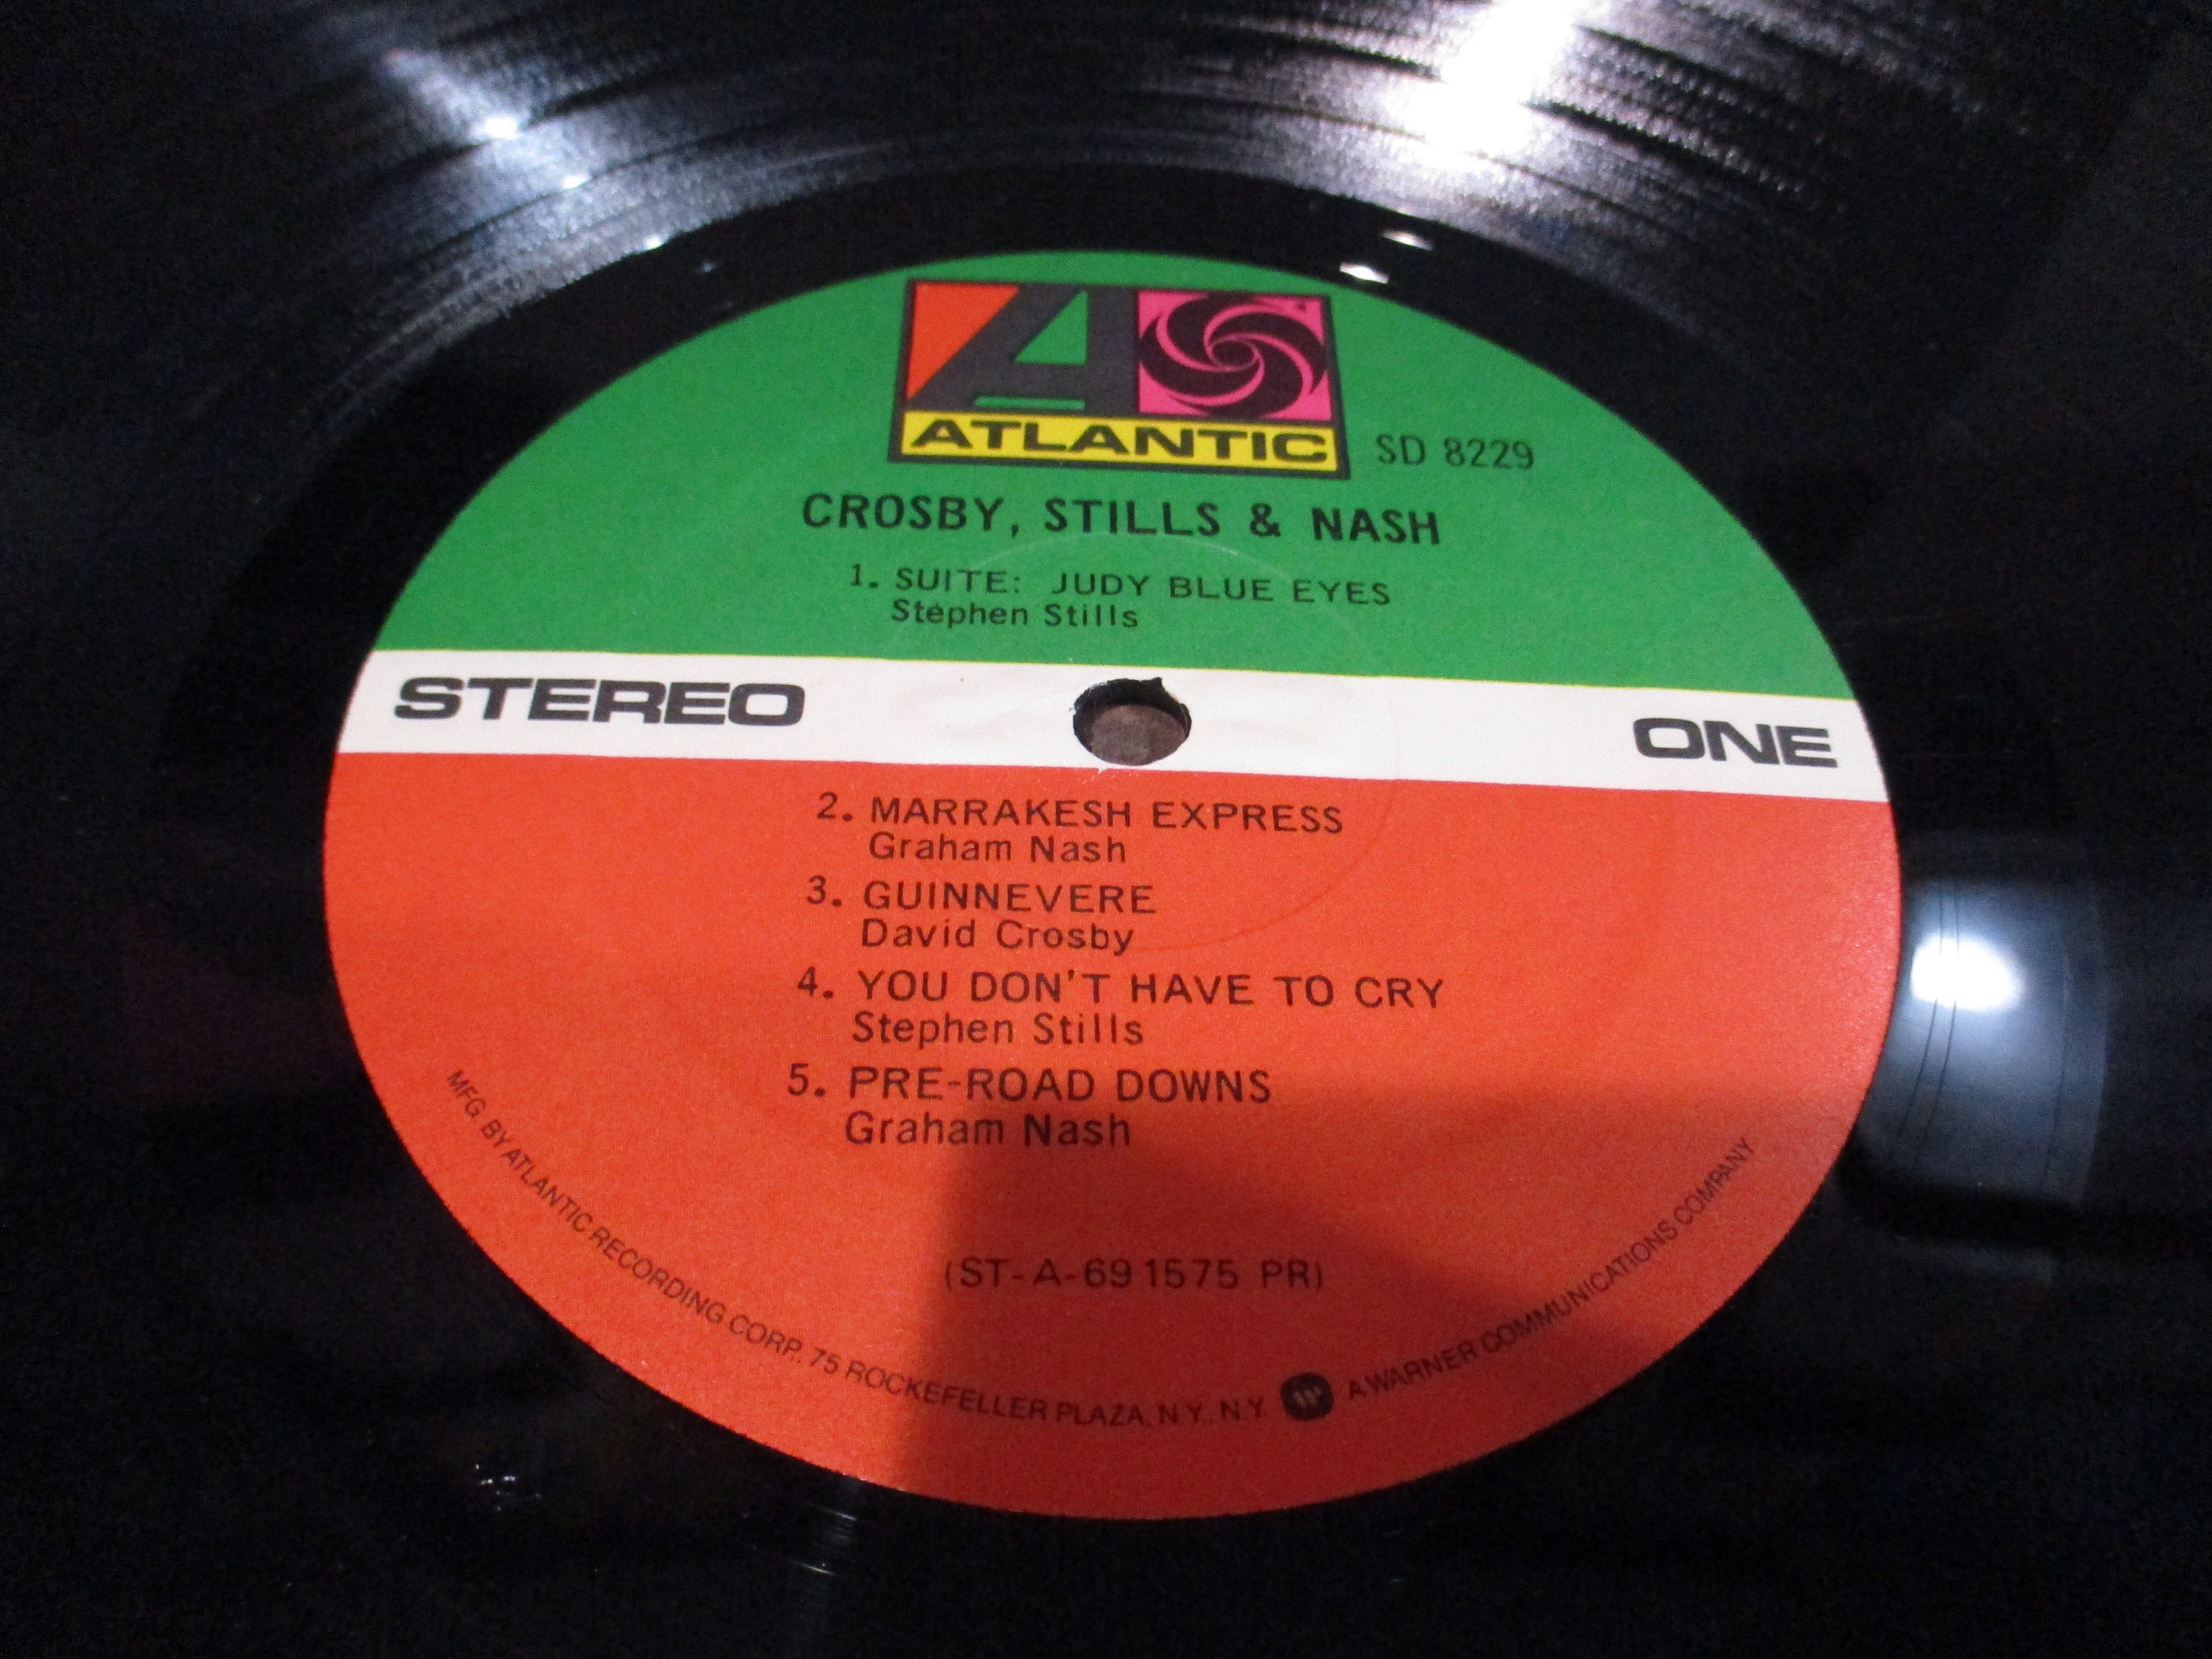 ATLANTIC
SD 8229
CROSBY, STILLS & NASH
1. SUITE: JUDY BLUE EYES
Stephen Stills
STEREO
ONE
2. MARRAKESH EXPRESS
Graham Nash
3. GUINNEVERE
David Crosby
4. YOU DON'T HAVE TO CRY
Stephen Stills
5. PRE-ROAD DOWNS
Graham Nash
(ST-A-691575 PR)
MFG. BY ATLANTIC RECORDING CORP., 75 ROCKEFELLER PLAZA, N.Y., N.Y. A WARNER COMMUNICATIONS COMPANY